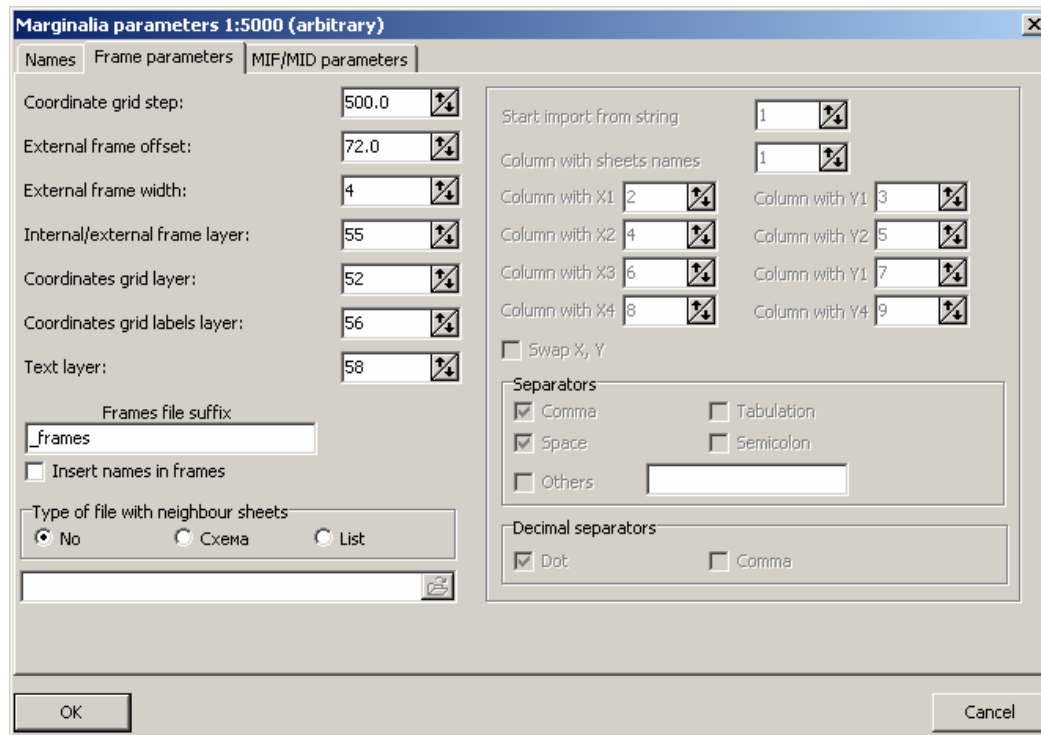 Marginalia parameters 1:5000 (arbitrary)
Names Frame parameters MIF/MID parameters
Coordinate grid step: 500.0
External frame offset: 72.0
External frame width: 4
Internal/external frame layer: 55
Coordinates grid layer: 52
Coordinates grid labels layer: 56
Text layer: 58
Frames file suffix
_frames
Insert names in frames
Type of file with neighbour sheets
No Схема List
Start import from string 1
Column with sheets names 1
Column with X1 2 Column with Y1 3
Column with X2 4 Column with Y2 5
Column with X3 6 Column with Y1 7
Column with X4 8 Column with Y4 9
Swap X, Y
Separators
Comma Tabulation
Space Semicolon
Others
Decimal separators
Dot Comma
OK Cancel